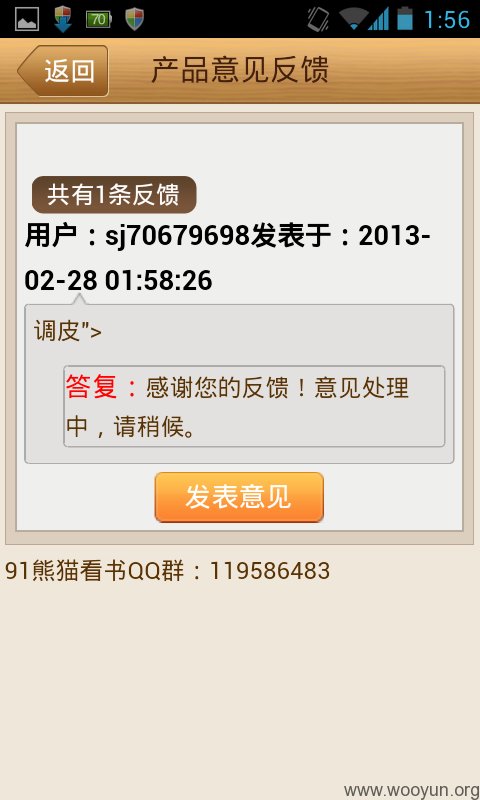 70
1:56
返回
产品意见反馈
共有1条反馈
用户：sj70679698发表于：2013-
02-28 01:58:26
调皮">
答复：感谢您的反馈！意见处理
中，请稍候。
发表意见
91熊猫看书QQ群：119586483
www.wooyun.org